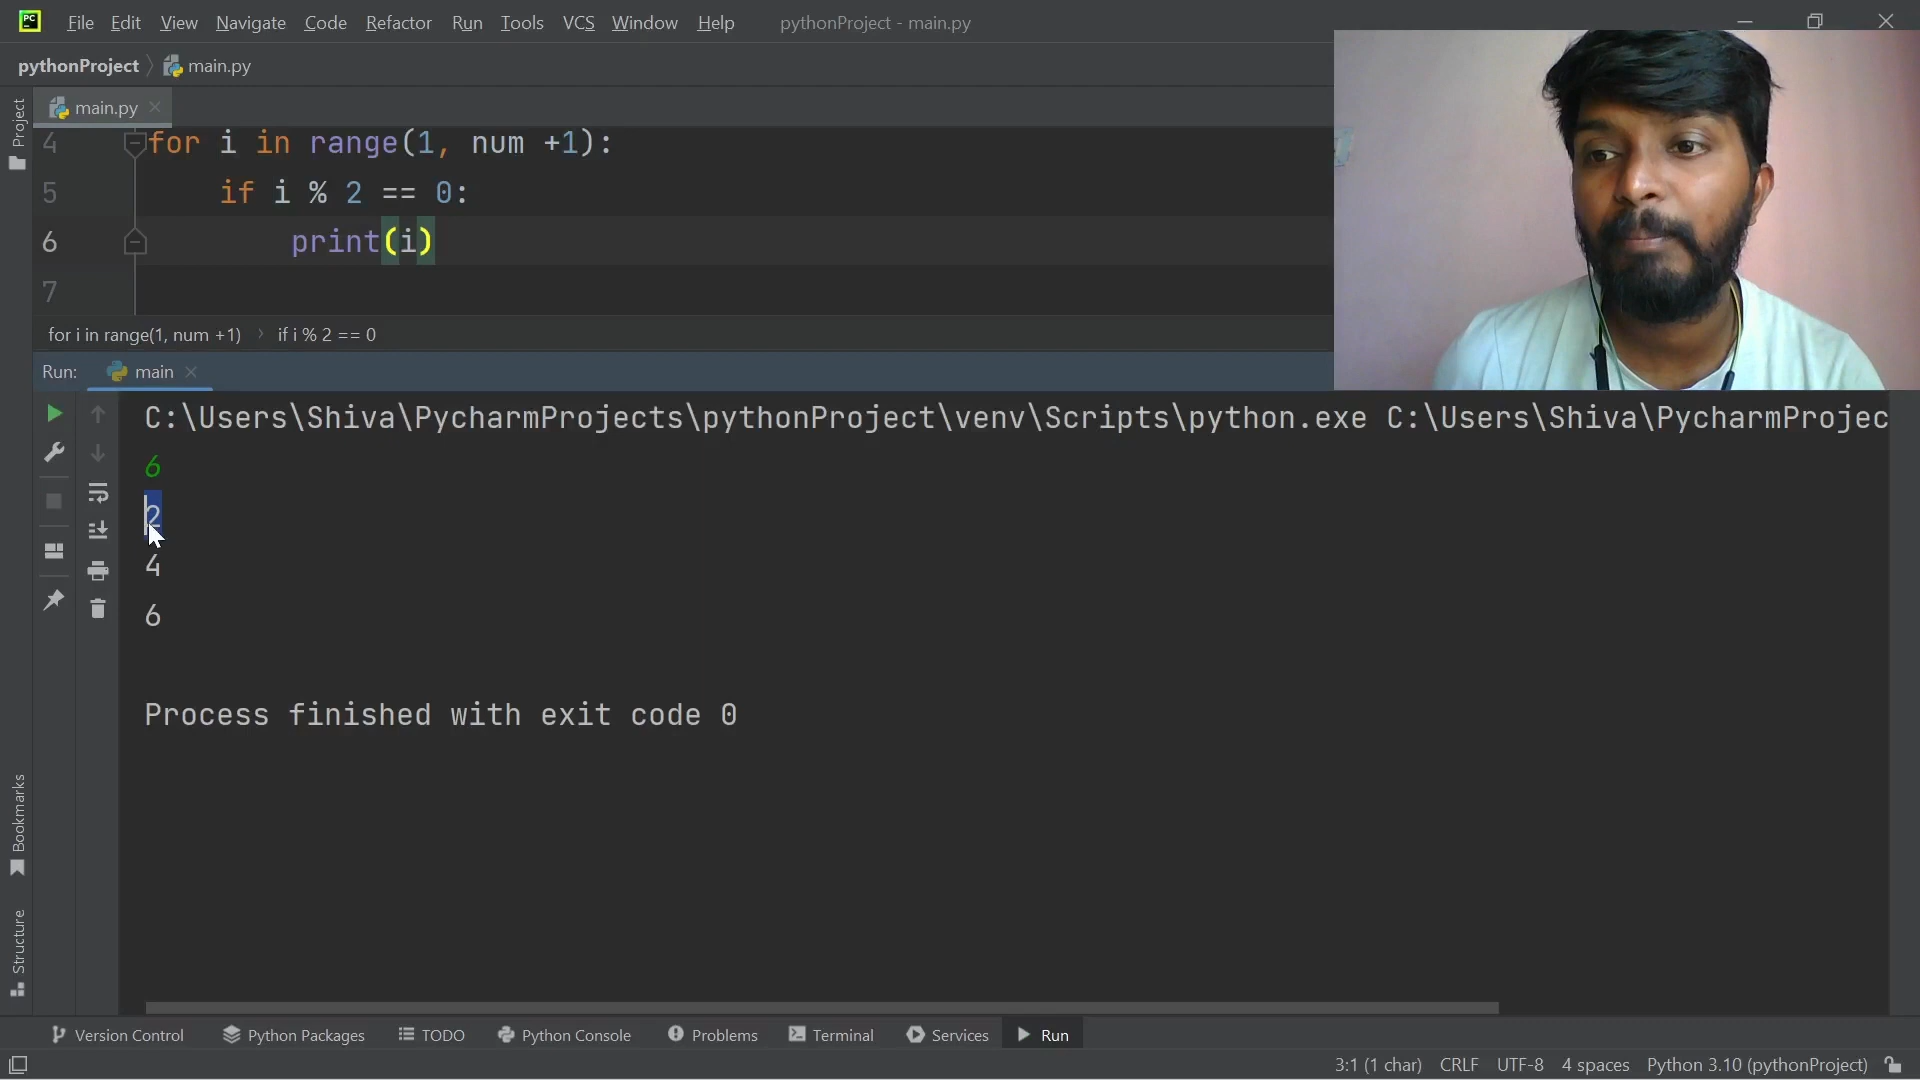 PC File Edit View Navigate Code Refactor Run Tools VCS Window Help pythonProject - main.py
pythonProject main.py
Project
main.py
4 for i in range(1, num +1):
5 if i % 2 == 0:
6 print(i)
7
for i in range(1, num +1) if i % 2 == 0
Run: main
C:\Users\Shiva\PycharmProjects\pythonProject\venv\Scripts\python.exe C:\Users\Shiva\PycharmProjec
6
2
4
6
Process finished with exit code 0
Bookmarks
Structure
Version Control Python Packages TODO Python Console Problems Terminal Services Run
3:1 (1 char) CRLF UTF-8 4 spaces Python 3.10 (pythonProject)